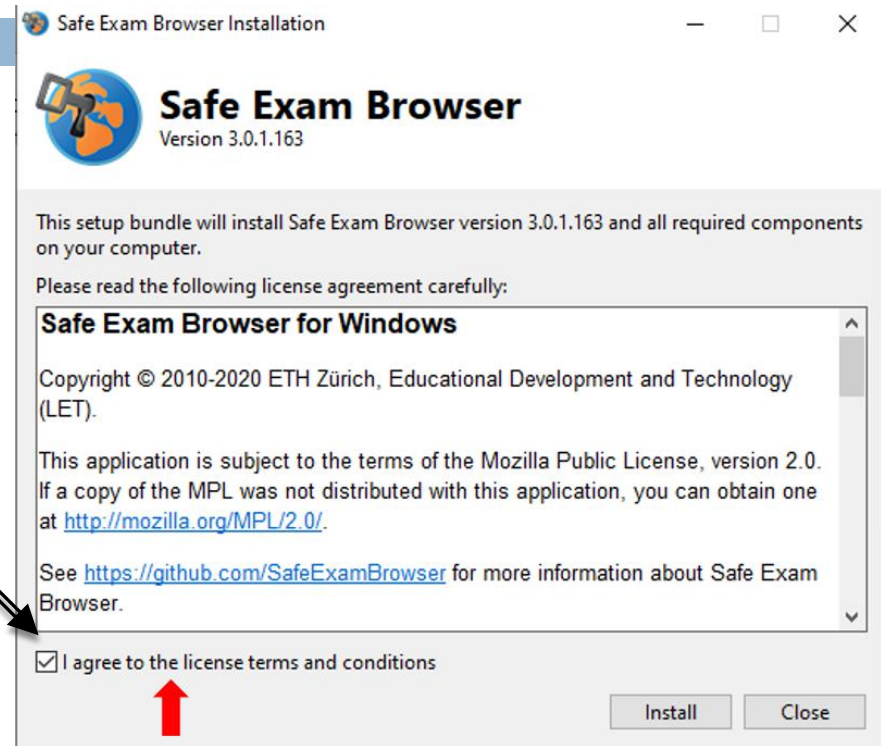 Safe Exam Browser Installation
Safe Exam Browser
Version 3.0.1.163
This setup bundle will install Safe Exam Browser version 3.0.1.163 and all required components
on your computer.
Please read the following license agreement carefully:
Safe Exam Browser for Windows
Copyright © 2010-2020 ETH Zürich, Educational Development and Technology
(LET).
This application is subject to the terms of the Mozilla Public License, version 2.0.
If a copy of the MPL was not distributed with this application, you can obtain one
at http://mozilla.org/MPL/2.0/.
See https://github.com/SafeExamBrowser for more information about Safe Exam
Browser.
I agree to the license terms and conditions
Install Close